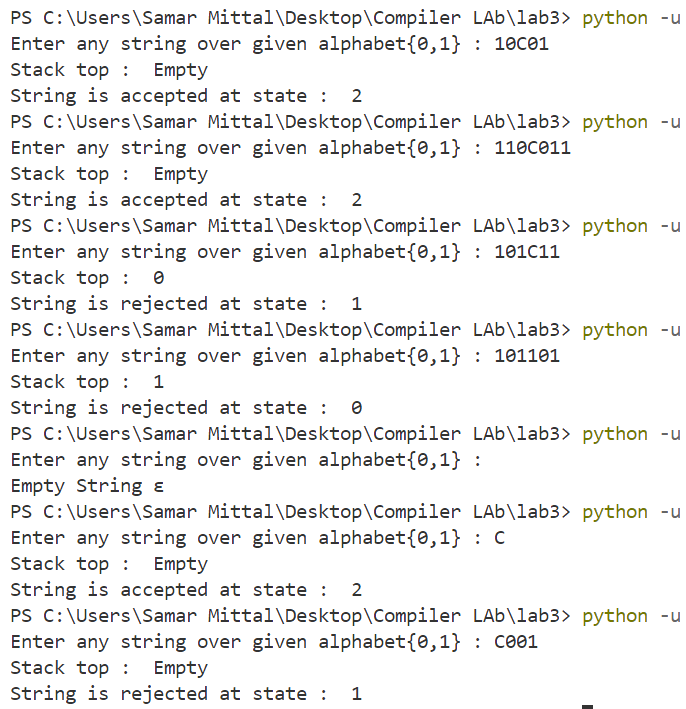 PS C:\Users\Samar Mittal\Desktop\Compiler LAb\lab3> python -u
Enter any string over given alphabet{0,1} : 10C01
Stack top :  Empty
String is accepted at state :  2
PS C:\Users\Samar Mittal\Desktop\Compiler LAb\lab3> python -u
Enter any string over given alphabet{0,1} : 110C011
Stack top :  Empty
String is accepted at state :  2
PS C:\Users\Samar Mittal\Desktop\Compiler LAb\lab3> python -u
Enter any string over given alphabet{0,1} : 101C11
Stack top :  0
String is rejected at state :  1
PS C:\Users\Samar Mittal\Desktop\Compiler LAb\lab3> python -u
Enter any string over given alphabet{0,1} : 101101
Stack top :  1
String is rejected at state :  0
PS C:\Users\Samar Mittal\Desktop\Compiler LAb\lab3> python -u
Enter any string over given alphabet{0,1} :
Empty String ε
PS C:\Users\Samar Mittal\Desktop\Compiler LAb\lab3> python -u
Enter any string over given alphabet{0,1} : C
Stack top :  Empty
String is accepted at state :  2
PS C:\Users\Samar Mittal\Desktop\Compiler LAb\lab3> python -u
Enter any string over given alphabet{0,1} : C001
Stack top :  Empty
String is rejected at state :  1